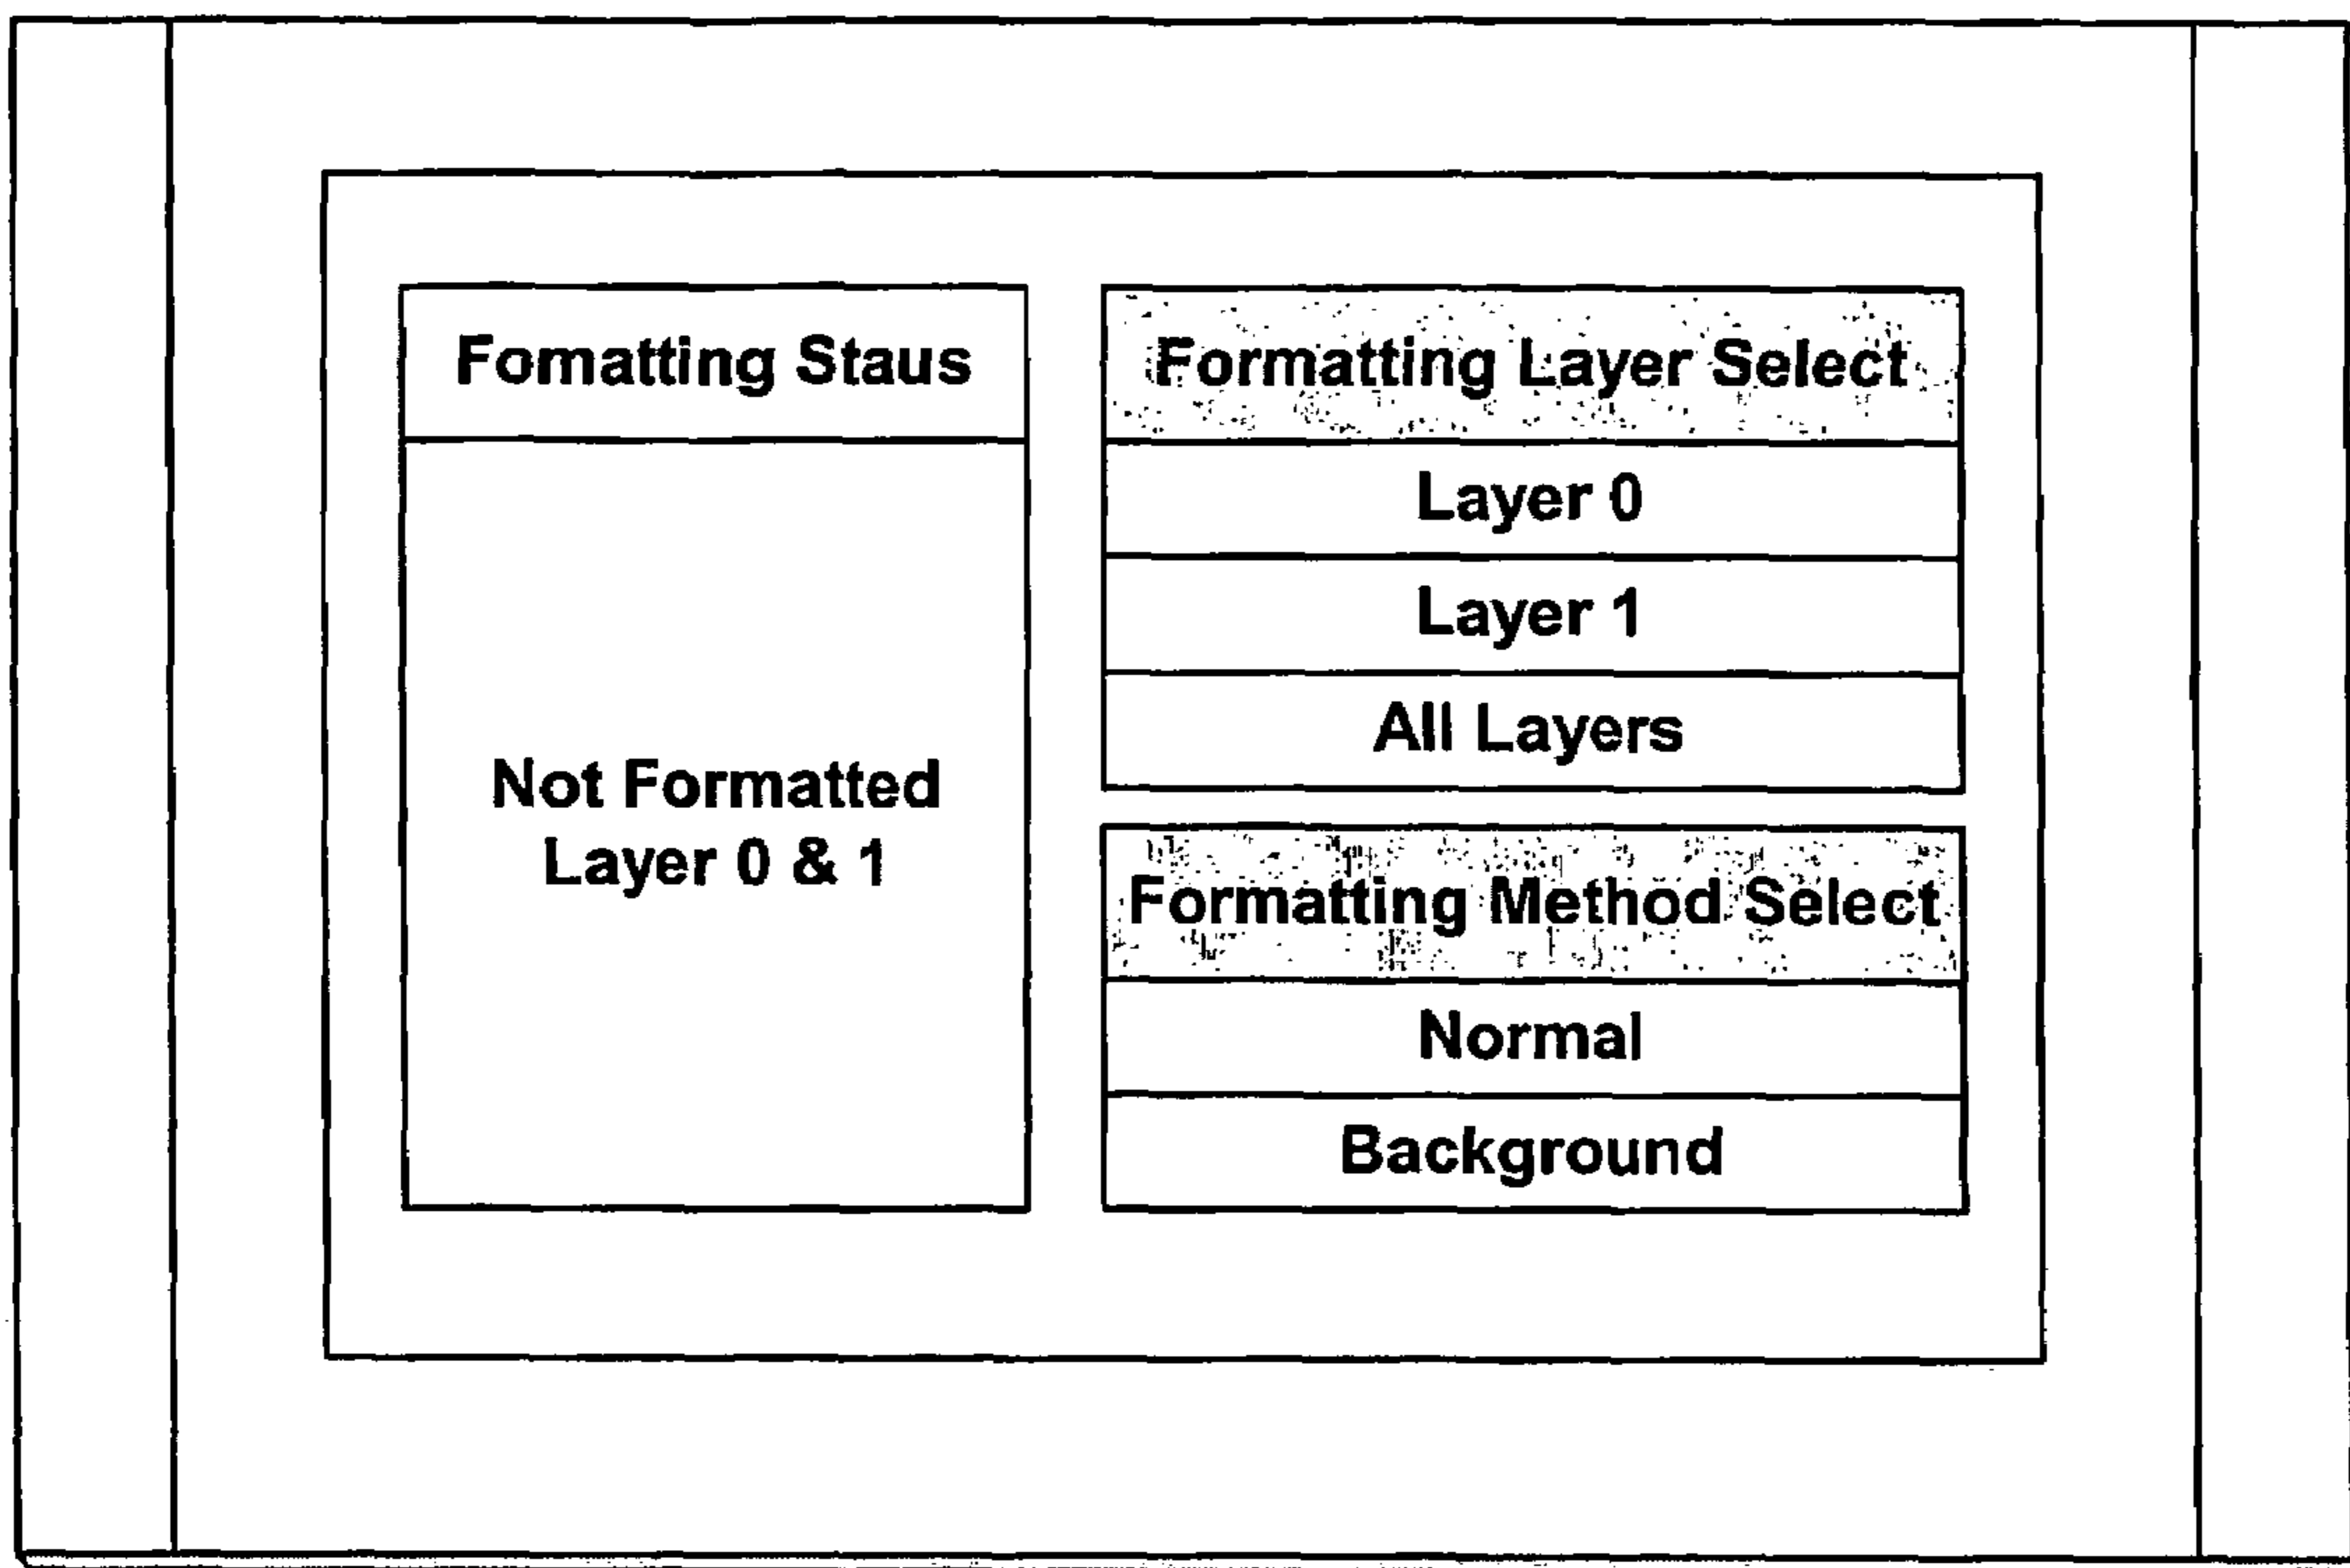 Fomatting Staus
Not Formatted
Layer 0 & 1
Formatting Layer Select
Layer 0
Layer 1
All Layers
Formatting Method Select
Normal
Background